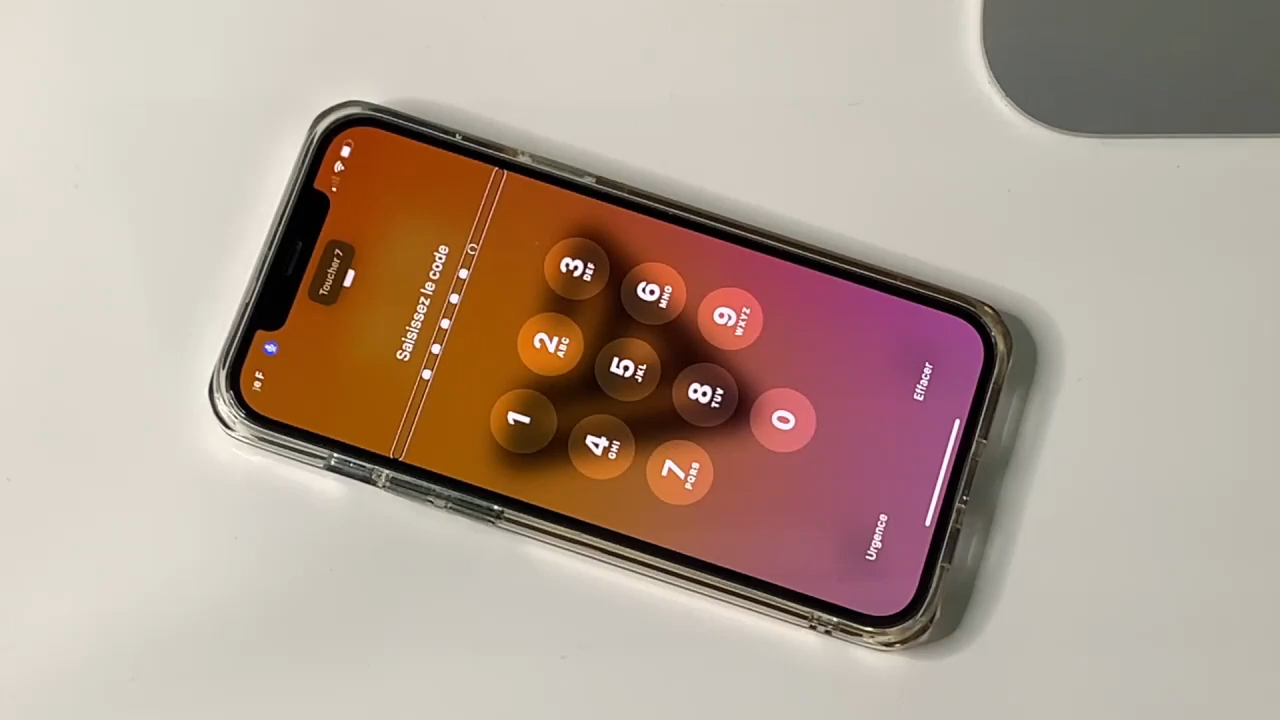 Toucher 7
Saisissez le code
1
2 ABC
3 DEF
4 GHI
5 JKL
6 MNO
7 PQRS
8 TUV
9 WXYZ
0
Urgence
Effacer